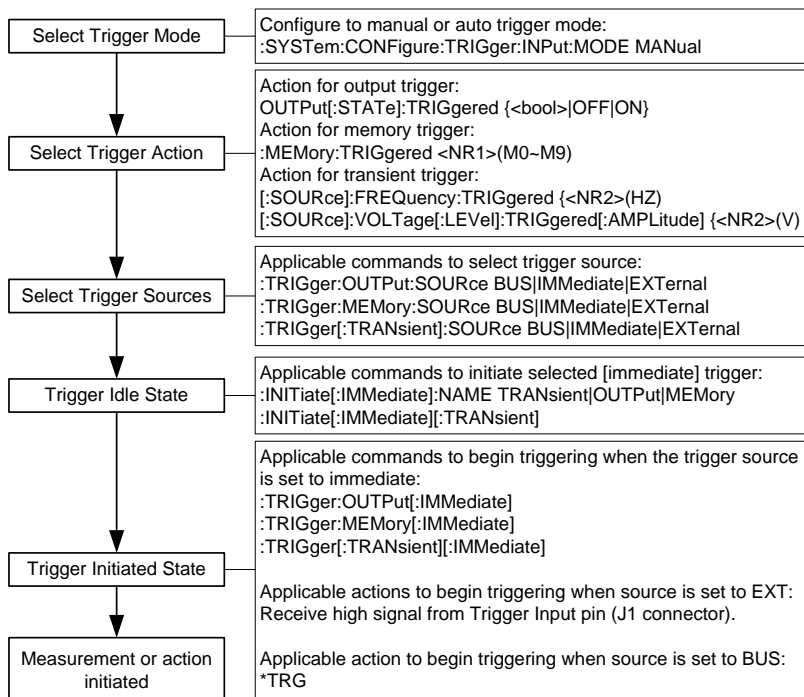 Select Trigger Mode
Configure to manual or auto trigger mode:
:SYSTem:CONFigure:TRIGger:INPut:MODE MANual
Select Trigger Action
Action for output trigger:
OUTPut[:STATe]:TRIGgered {<bool>|OFF|ON}
Action for memory trigger:
:MEMory:TRIGgered <NR1>(M0~M9)
Action for transient trigger:
[:SOURce]:FREQuency:TRIGgered {<NR2>(HZ)
[:SOURce]:VOLTage[:LEVel]:TRIGgered[:AMPLitude] {<NR2>(V)
Select Trigger Sources
Applicable commands to select trigger source:
:TRIGger:OUTPut:SOURce BUS|IMMediate|EXTernal
:TRIGger:MEMory:SOURce BUS|IMMediate|EXTernal
:TRIGger[:TRANsient]:SOURce BUS|IMMediate|EXTernal
Trigger Idle State
Applicable commands to initiate selected [immediate] trigger:
:INITiate[:IMMediate]:NAME TRANsient|OUTPut|MEMory
:INITiate[:IMMediate][:TRANsient]
Trigger Initiated State
Applicable commands to begin triggering when the trigger source
is set to immediate:
:TRIGger:OUTPut[:IMMediate]
:TRIGger:MEMory[:IMMediate]
:TRIGger[:TRANsient][:IMMediate]
Applicable actions to begin triggering when source is set to EXT:
Receive high signal from Trigger Input pin (J1 connector).
Applicable action to begin triggering when source is set to BUS:
*TRG
Measurement or action
initiated